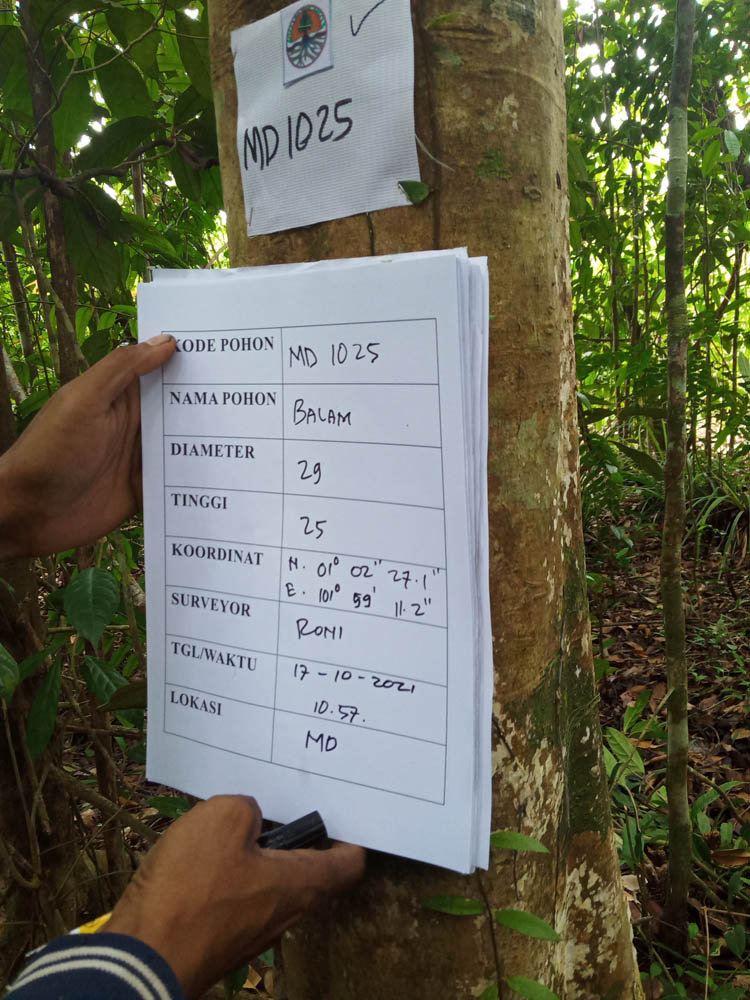 MD 1025
KODE POHON MD 1025
NAMA POHON BALAM
DIAMETER 29
TINGGI 25
KOORDINAT N. 01° 02" 27.1"
E. 101° 59' 11.2"
SURVEYOR RONI
TGL/WAKTU 17-10-2021
10.57.
LOKASI MD